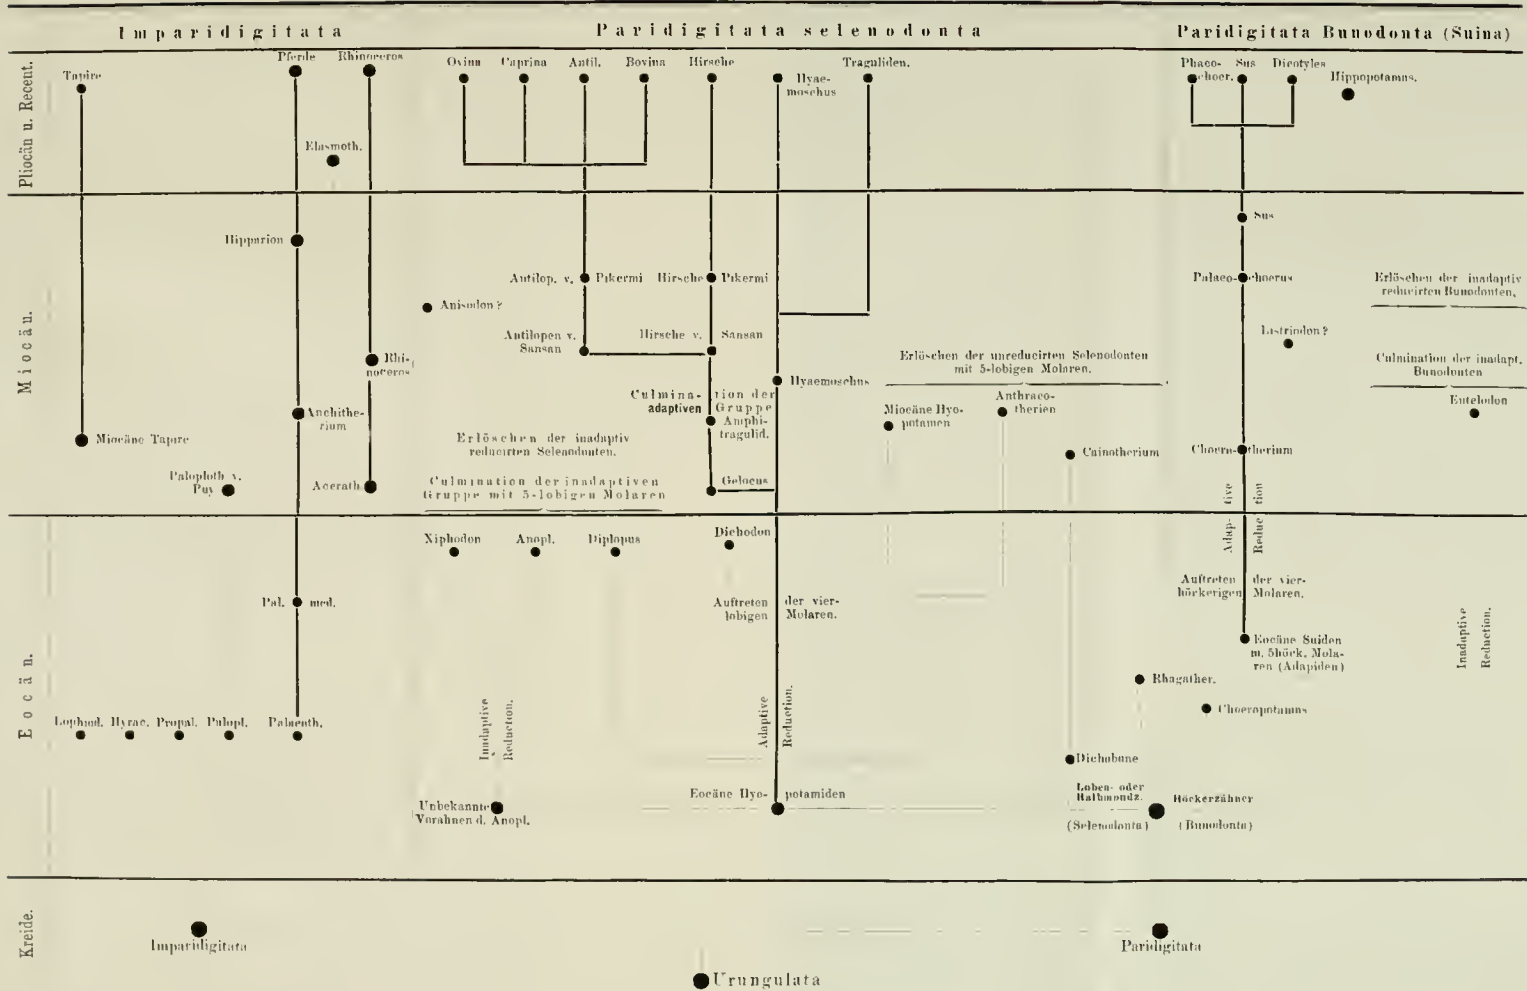 Imparidigitata
Paridigitata selenodonta
Paridigitata Bunodonta (Suina)
Pliocän u. Recent.
Tapire
Pferde
Rhinoceros
Elasmoth.
Ovina
Caprina
Antil.
Bovina
Hirsche
Hyae-
moschus
Traguliden.
Phaco-
choer.
Sus
Dicotyles
Hippopotamus.
Miocän.
Hipparion
Rhi-
noceros
Anchithe-
rium
Miocäne Tapire
Paloploth v.
Puy
Acerath.
Anisodon?
Antilop. v. Pikermi
Hirsche Pikermi
Antilopen v.
Sansan
Hirsche v. Sansan
Culmina- tion der
adaptiven Gruppe
Amphi-
tragulid.
Gelocus
Hyaemoschus
Erlöschen der inadaptiv
reducirten Selenodonten.
Culmination der inadaptiven
Gruppe mit 5-lobigen Molaren
Erlöschen der unreducirten Selenodonten
mit 5-lobigen Molaren.
Miocäne Hyo-
potamen
Anthraco-
therien
Cainotherium
Sus
Palaeo- choerus
Listriodon?
Choero- therium
Erlöschen der inadaptiv
reducirten Bunodonten.
Culmination der inadapt.
Bunodonten
Entelodon
Adap- tive
Reduc tion
Eocän.
Pal. med.
Lophiod.
Hyrac.
Propal.
Palopl.
Palaeoth.
Xiphodon
Anopl.
Diplopus
Dichodon
Auftreten der vier-
lobigen Molaren.
Inadaptive
Reduction.
Adaptive
Reduction.
Unbekannte
Vorahnen d. Anopl.
Eocäne Hyo- potamiden
Auftreten der vier-
höckerigen Molaren.
Eocäne Suiden
m. 5höck. Mola-
ren (Adapiden)
Rhagather.
Choeropotamus
Dichobune
Loben- oder
Halbmondz.
(Selenodonta)
Höckerzähner
(Bunodonta)
Inadaptive
Reduction.
Kreide.
Imparidigitata
Paridigitata
Urungulata